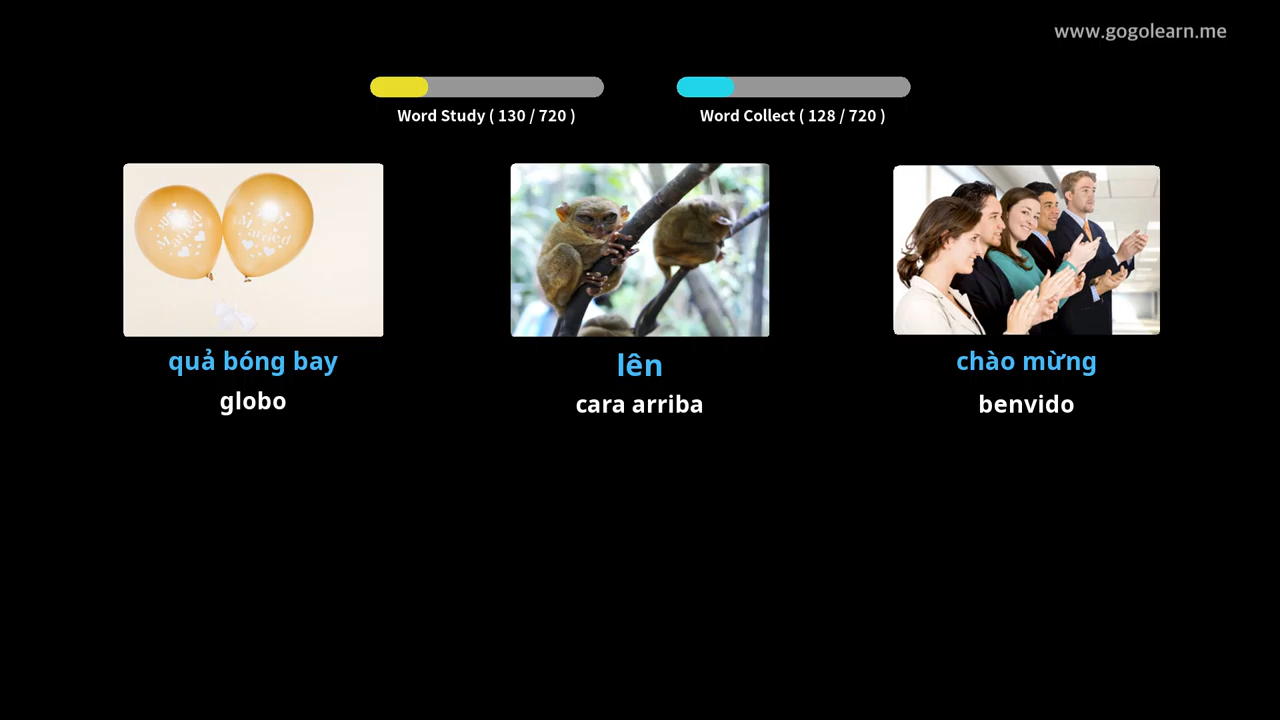 www.gogolearn.me
Word Study ( 130 / 720 )
Word Collect ( 128 / 720 )
quả bóng bay
globo
lên
cara arriba
chào mừng
benvido